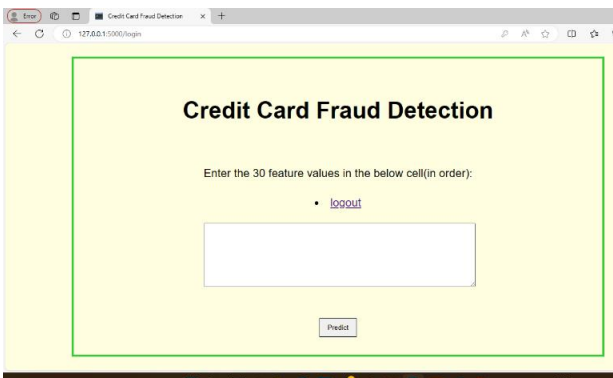 Error
Credit Card Fraud Detection
127.0.0.1:5000/login
Credit Card Fraud Detection
Enter the 30 feature values in the below cell(in order):
logout
Predict